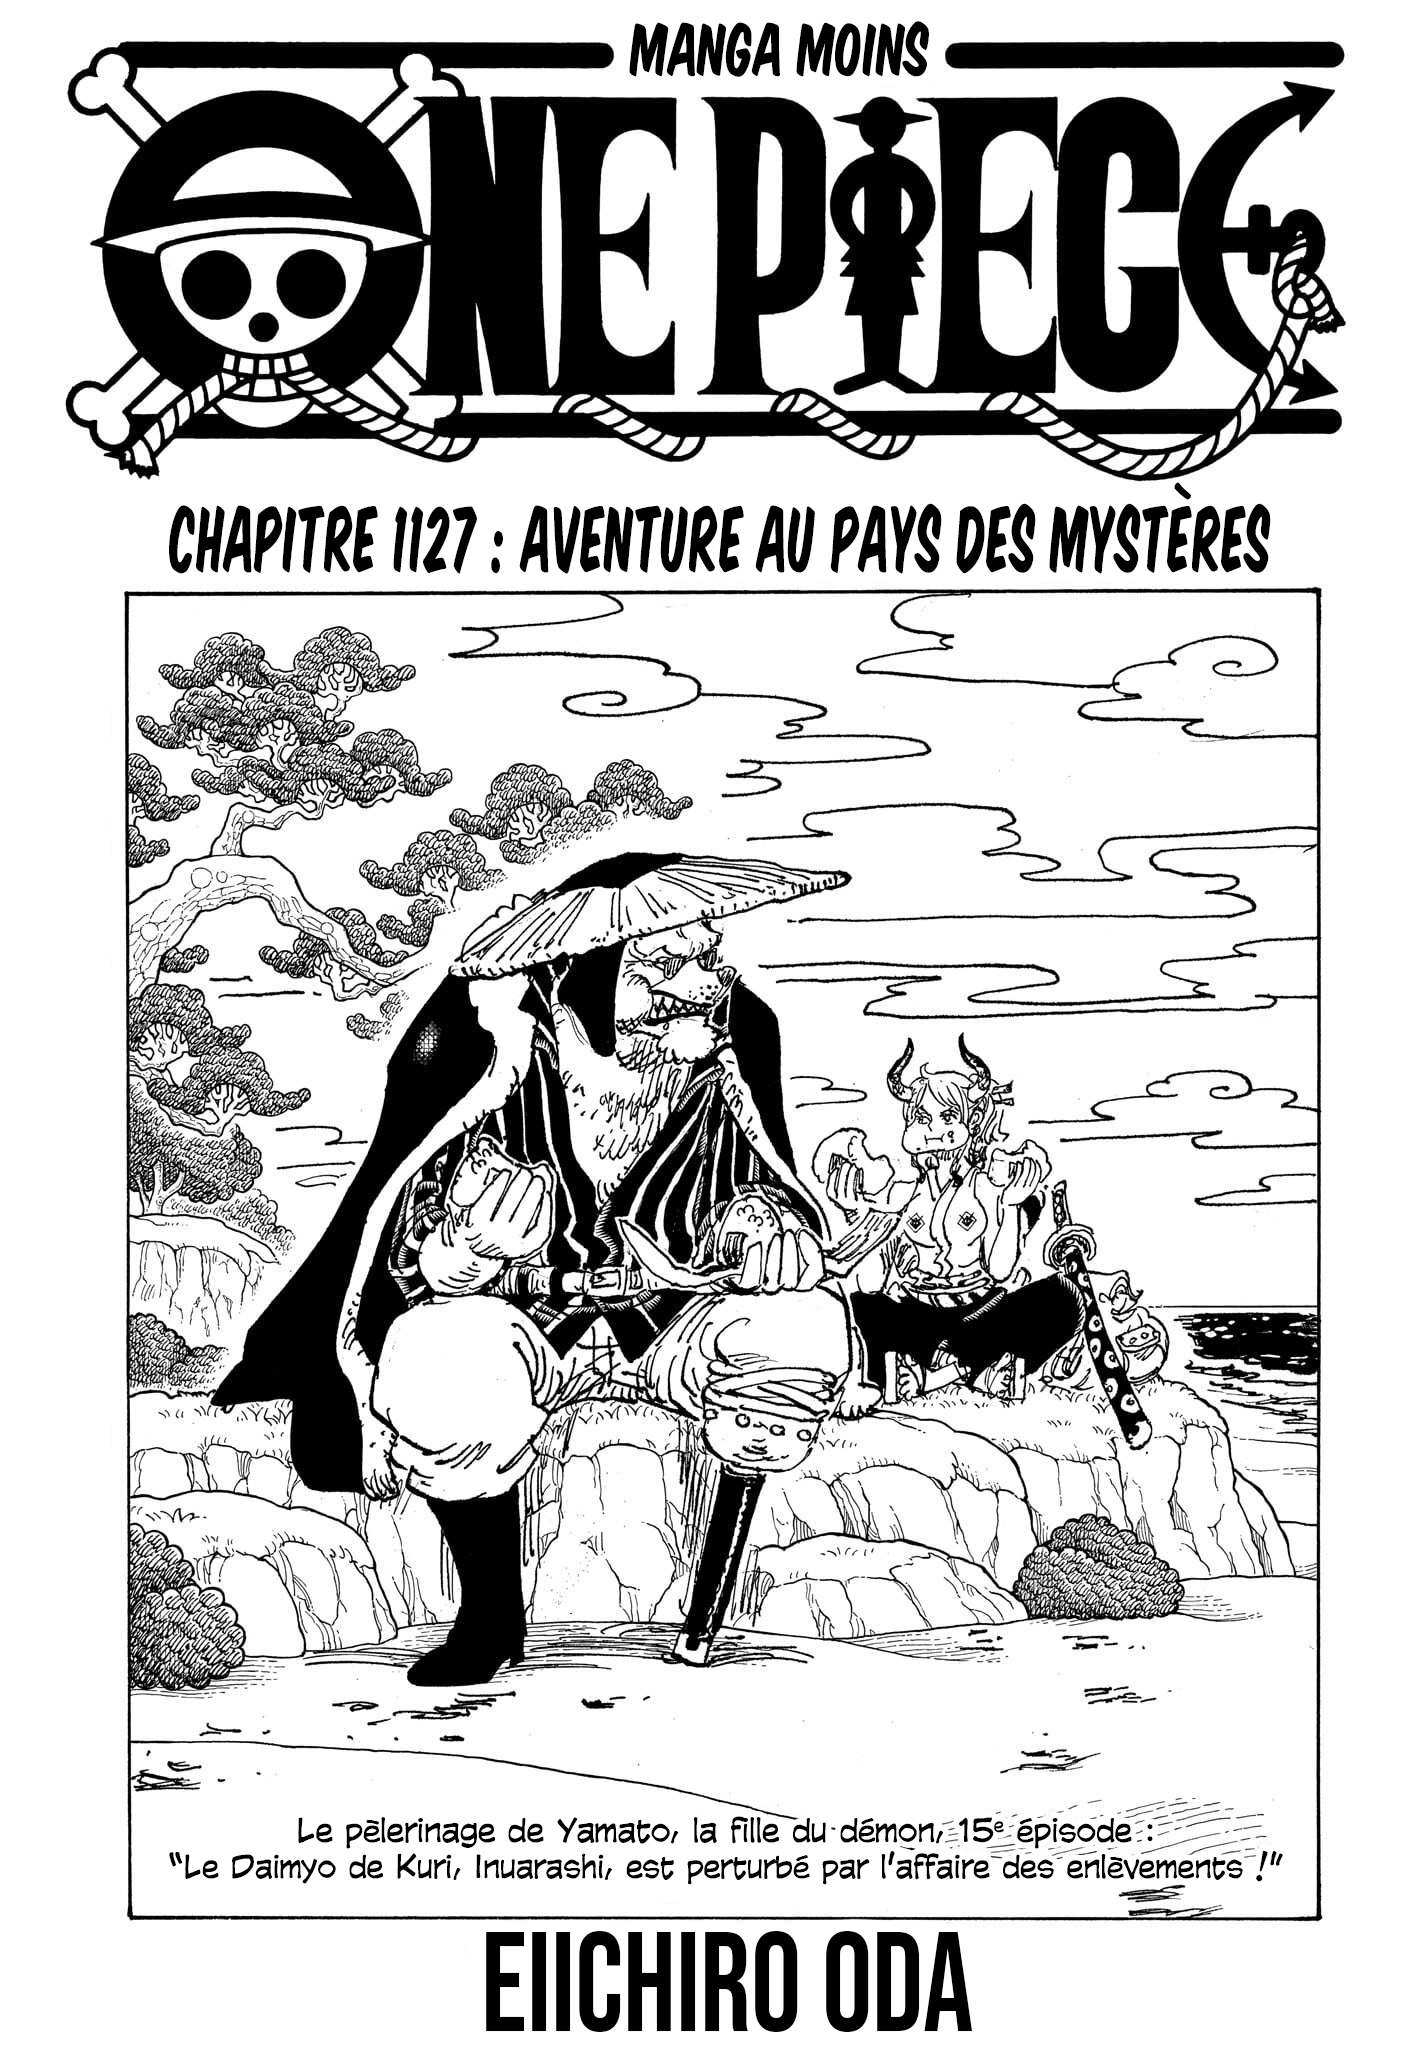 MANGA MOINS
ONE PIECE
CHAPITRE 1127 : AVENTURE AU PAYS DES MYSTÈRES
Le pèlerinage de Yamato, la fille du démon, 15e épisode :
"Le Daimyo de Kuri, Inuarashi, est perturbé par l'affaire des enlèvements !"
EIICHIRO ODA